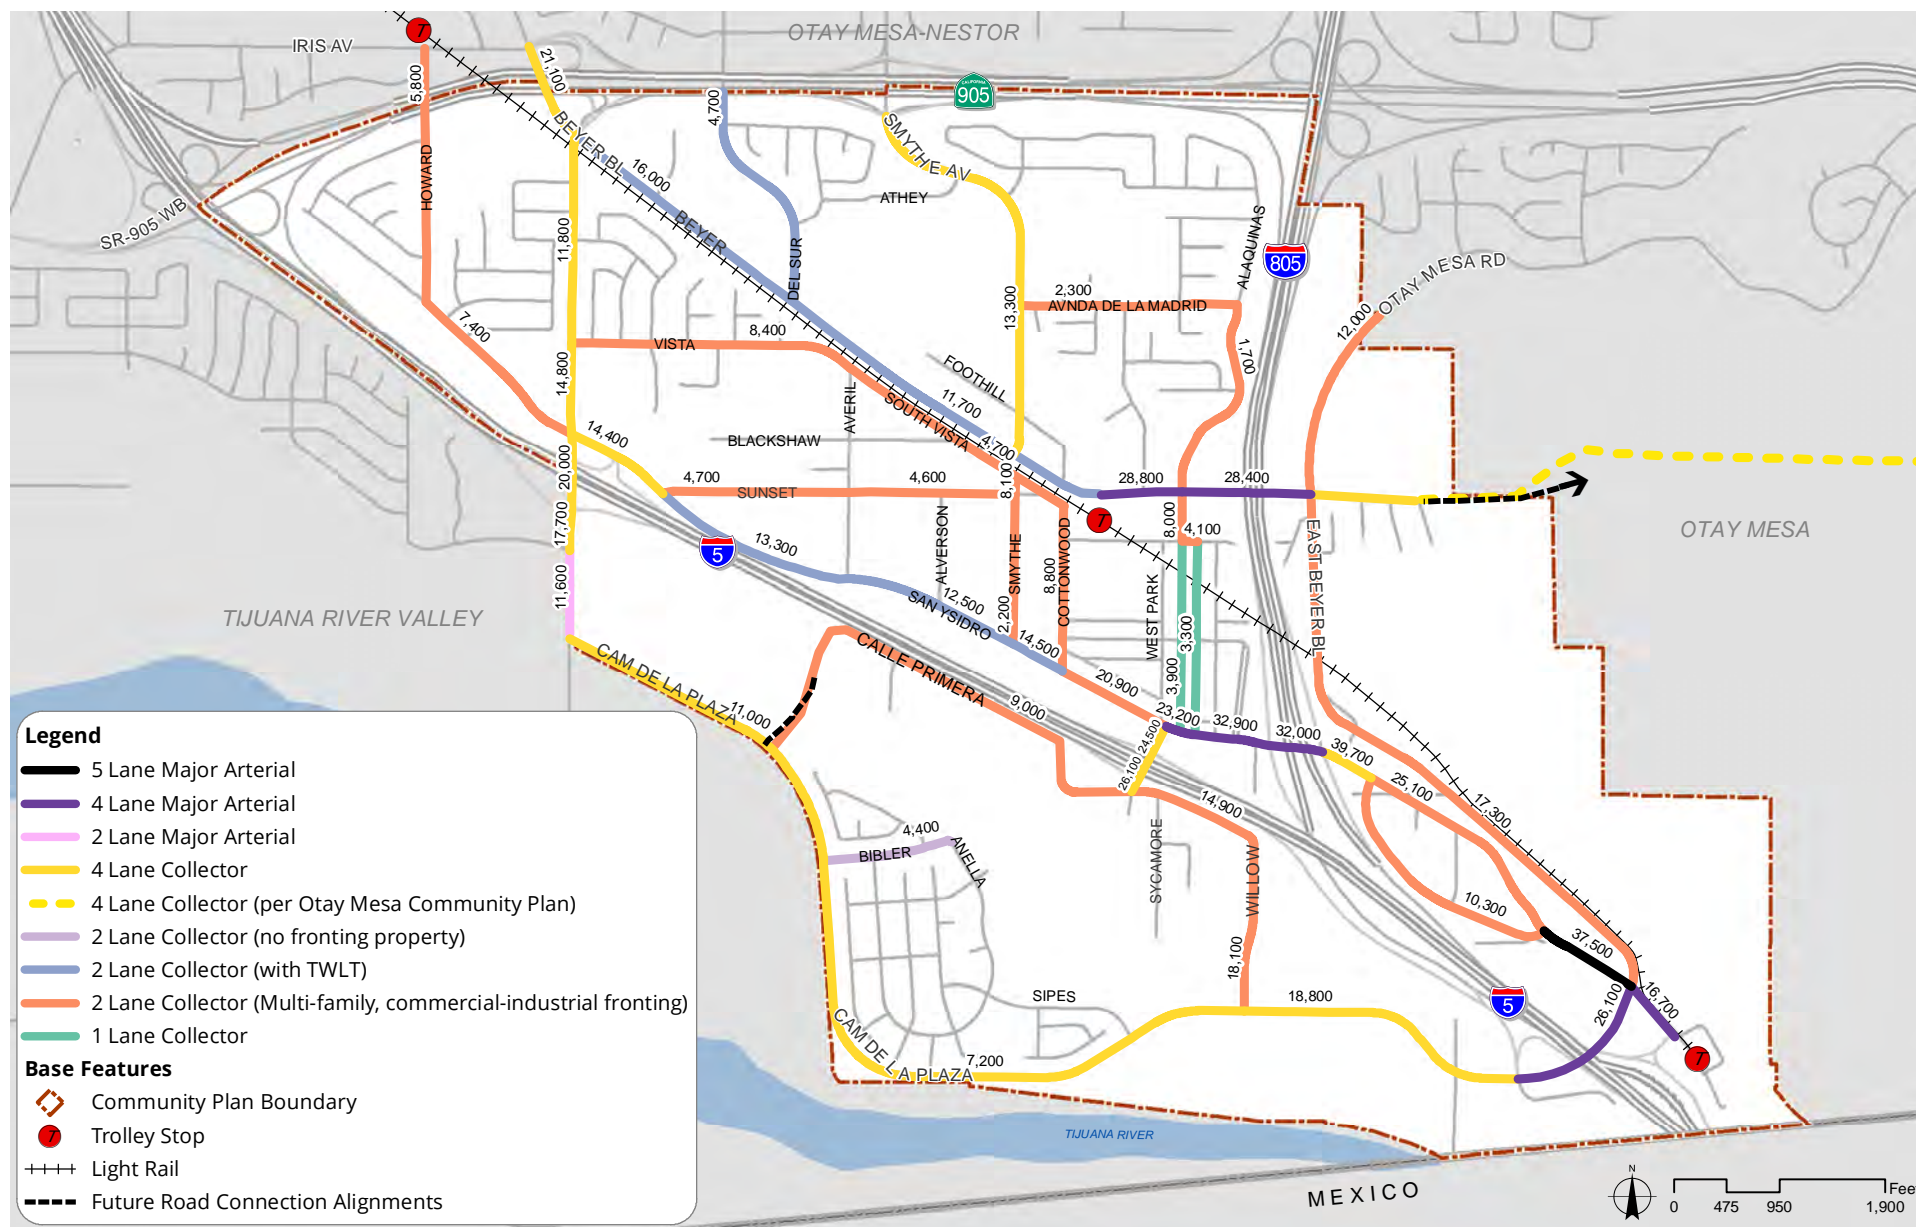 OTAY MESA-NESTOR
IRIS AV
T
21,100
5,800
CALIFORNIA
905
4,700
BEYER BL
SMYTHE AV
16,000
HOWARD
ATHEY
SR-905 WB
BEYER
ALAQUINAS
11,800
DEL SUR
805
OTAY MESA RD
2,300
AVNDA DE LA MADRID
13,300
7,400
8,400
VISTA
12,000
1,700
14,800
FOOTHILL
AVERIL
11,700
SOUTH VISTA
14,400
BLACKSHAW
4,700
20,000
4,700
SUNSET
4,600
8,100
28,800
28,400
17,700
T
8,000
4,100
OTAY MESA
5
13,300
ALVERSON
SMYTHE
COTTONWOOD
8,800
EAST BEYER BL
11,600
12,500
SAN YSIDRO
2,200
14,500
WEST PARK
3,300
TIJUANA RIVER VALLEY
CALLE PRIMERA
CAM DE LA PLAZA
11,000
9,000
20,900
3,900
23,200
32,900
32,000
39,700
24,500
26,100
25,100
14,900
17,300
4,400
BIBLER
ANELLA
SYCAMORE
WILLOW
10,300
37,500
18,100
SIPES
18,800
5
26,100
16,700
T
CAM DE LA PLAZA
7,200
TIJUANA RIVER
MEXICO
N
Feet
0 475 950 1,900
Legend
5 Lane Major Arterial
4 Lane Major Arterial
2 Lane Major Arterial
4 Lane Collector
4 Lane Collector (per Otay Mesa Community Plan)
2 Lane Collector (no fronting property)
2 Lane Collector (with TWLT)
2 Lane Collector (Multi-family, commercial-industrial fronting)
1 Lane Collector
Base Features
Community Plan Boundary
T Trolley Stop
Light Rail
Future Road Connection Alignments